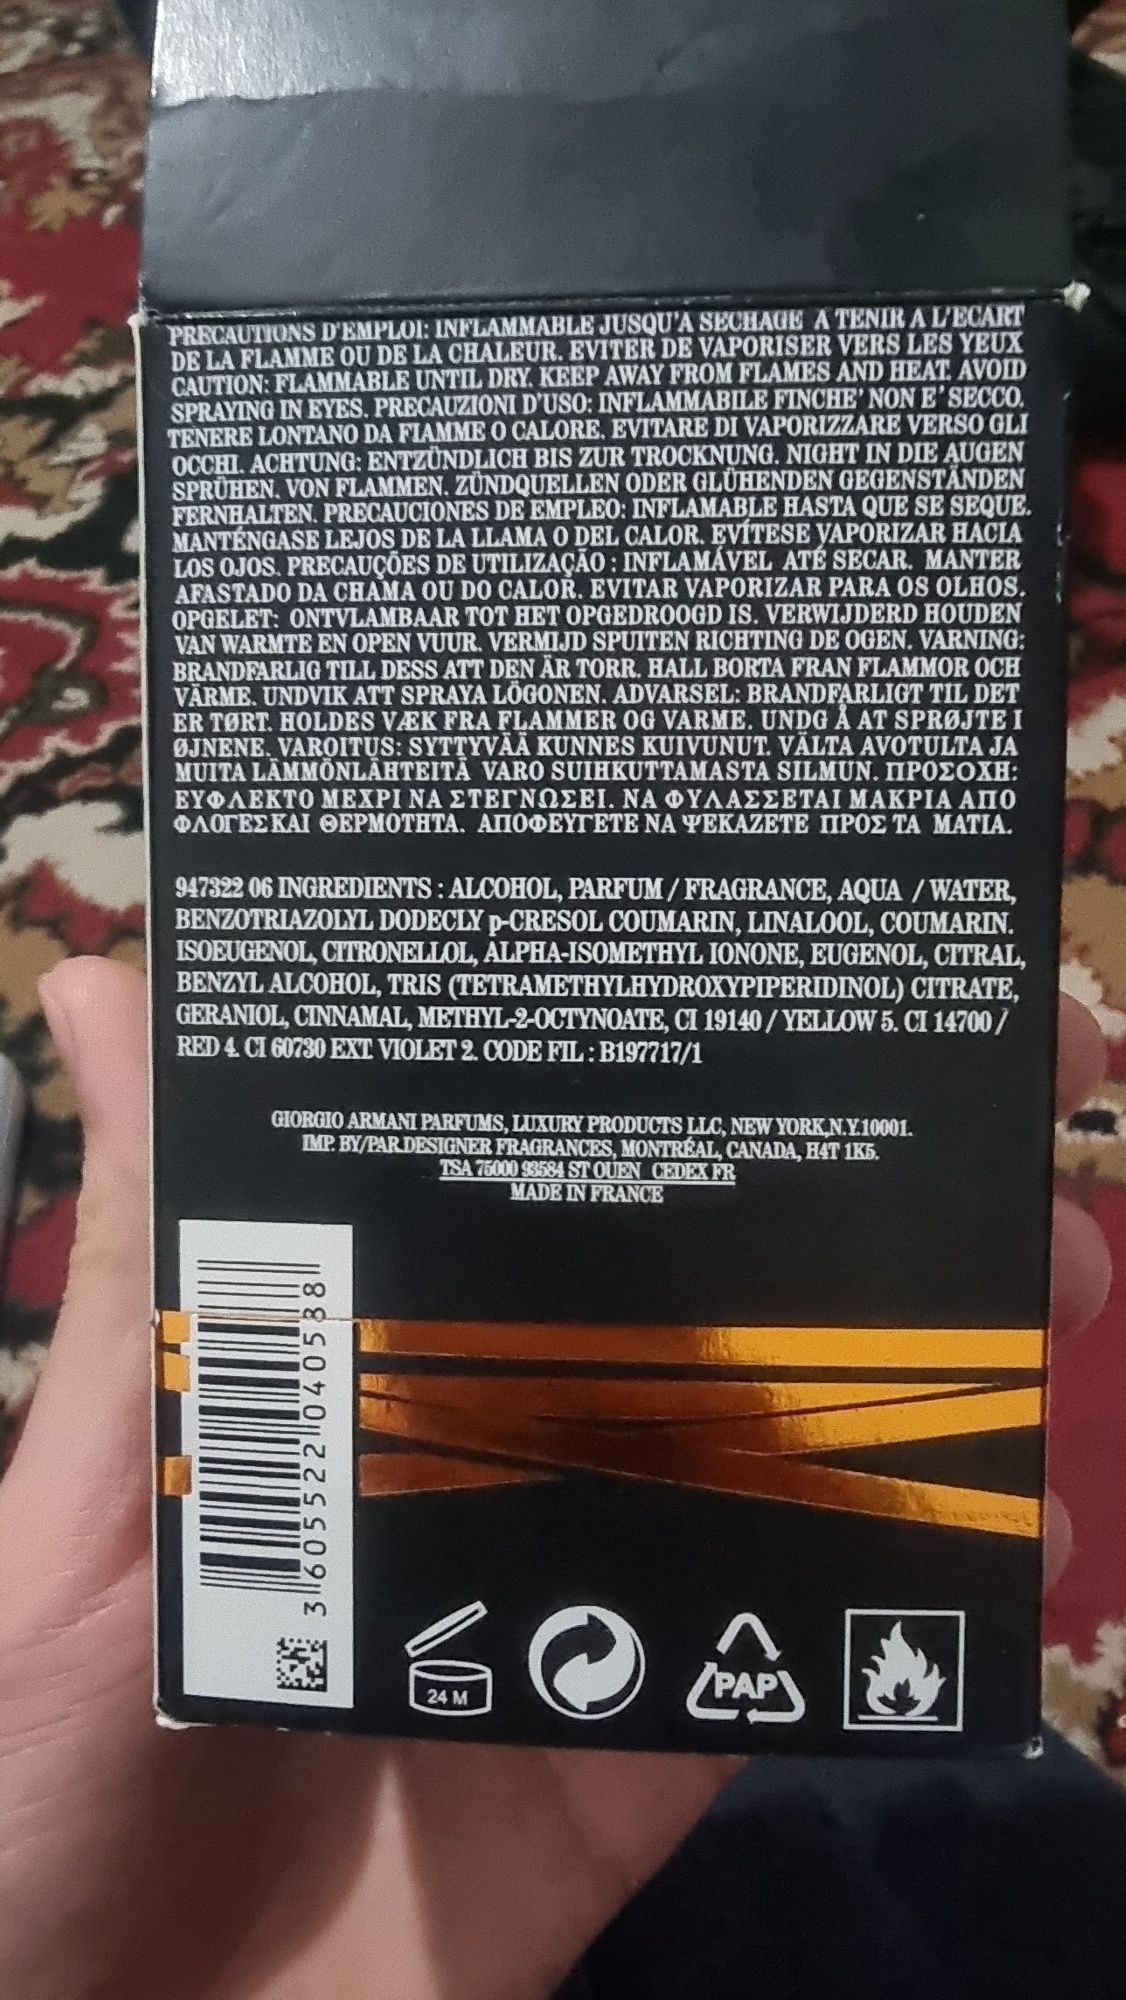 PRECAUTIONS D'EMPLOI: INFLAMMABLE JUSQU'A SECHAGE A TENIR A L'ECART
DE LA FLAMME OU DE LA CHALEUR. EVITER DE VAPORISER VERS LES YEUX
CAUTION: FLAMMABLE UNTIL DRY. KEEP AWAY FROM FLAMES AND HEAT. AVOID
SPRAYING IN EYES. PRECAUZIONI D'USO: INFLAMMABILE FINCHE' NON E' SECCO.
TENERE LONTANO DA FIAMME O CALORE. EVITARE DI VAPORIZZARE VERSO GLI
OCCHI. ACHTUNG: ENTZÜNDLICH BIS ZUR TROCKNUNG. NIGHT IN DIE AUGEN
SPRÜHEN. VON FLAMMEN. ZÜNDQUELLEN ODER GLÜHENDEN GEGENSTÄNDEN
FERNHALTEN. PRECAUCIONES DE EMPLEO: INFLAMABLE HASTA QUE SE SEQUE.
MANTÉNGASE LEJOS DE LA LLAMA O DEL CALOR. EVÍTESE VAPORIZAR HACIA
LOS OJOS. PRECAUÇÕES DE UTILIZAÇÃO : INFLAMÁVEL ATÉ SECAR. MANTER
AFASTADO DA CHAMA OU DO CALOR. EVITAR VAPORIZAR PARA OS OLHOS.
OPGELET: ONTVLAMBAAR TOT HET OPGEDROOGD IS. VERWIJDERD HOUDEN
VAN WARMTE EN OPEN VUUR. VERMIJD SPUITEN RICHTING DE OGEN. VARNING:
BRANDFARLIG TILL DESS ATT DEN ÄR TORR. HALL BORTA FRAN FLAMMOR OCH
VÄRME. UNDVIK ATT SPRAYA LÖGONEN. ADVARSEL: BRANDFARLIGT TIL DET
ER TØRT. HOLDES VÆK FRA FLAMMER OG VARME. UNDG Å AT SPRØJTE I
ØJNENE. VAROITUS: SYTTYVÄÄ KUNNES KUIVUNUT. VÄLTA AVOTULTA JA
MUITA LÄMMÖNLÄHTEITÄ VARO SUIHKUTTAMASTA SILMUN. ΠΡΟΣΟΧΗ:
ΕΥΦΛΕΚΤΟ ΜΕΧΡΙ ΝΑ ΣΤΕΓΝΩΣΕΙ. ΝΑ ΦΥΛΑΣΣΕΤΑΙ ΜΑΚΡΙΑ ΑΠΟ
ΦΛΟΓΕΣ ΚΑΙ ΘΕΡΜΟΤΗΤΑ. ΑΠΟΦΕΥΓΕΤΕ ΝΑ ΨΕΚΑΖΕΤΕ ΠΡΟΣ ΤΑ ΜΑΤΙΑ.
947322 06 INGREDIENTS : ALCOHOL, PARFUM / FRAGRANCE, AQUA / WATER,
BENZOTRIAZOLYL DODECLY p-CRESOL COUMARIN, LINALOOL, COUMARIN.
ISOEUGENOL, CITRONELLOL, ALPHA-ISOMETHYL IONONE, EUGENOL, CITRAL,
BENZYL ALCOHOL, TRIS (TETRAMETHYLHYDROXYPIPERIDINOL) CITRATE,
GERANIOL, CINNAMAL, METHYL-2-OCTYNOATE, CI 19140 / YELLOW 5. CI 14700 /
RED 4. CI 60730 EXT. VIOLET 2. CODE FIL : B197717/1
GIORGIO ARMANI PARFUMS, LUXURY PRODUCTS LLC, NEW YORK,N.Y.10001.
IMP. BY/PAR.DESIGNER FRAGRANCES, MONTRÉAL, CANADA, H4T 1K5.
TSA 75000 93584 ST OUEN CEDEX FR
MADE IN FRANCE
3 605522 040588
24 M
PAP